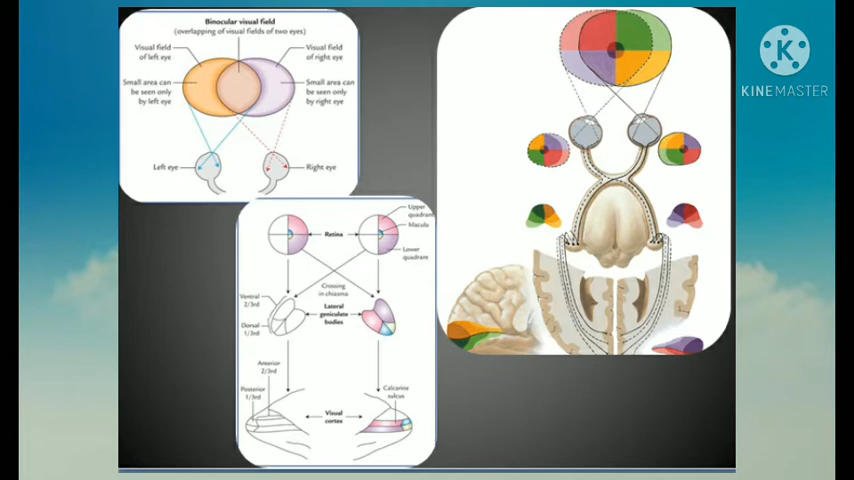 Binocular visual field
(overlapping of visual fields of two eyes)
Visual field
of left eye
Visual field
of right eye
Small area can
be seen only
by left eye
Small area can
be seen only
by right eye
Left eye
Right eye
Upper
quadrant
Retina
Macula
Lower
quadrant
Crossing
in chiasma
Ventral
2/3rd
Lateral
geniculate
bodies
Dorsal
1/3rd
Anterior
2/3rd
Posterior
1/3rd
Calcarine
sulcus
Visual
cortex
K
KINEMASTER